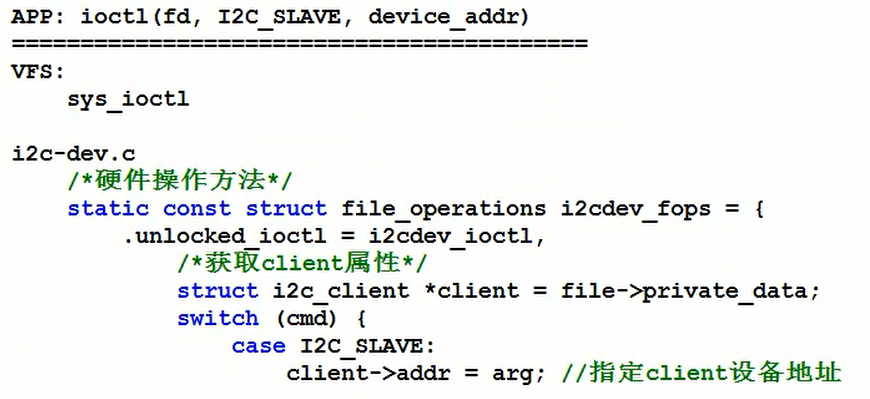 APP: ioctl(fd, I2C_SLAVE, device_addr)
==========================================
VFS:
sys_ioctl
i2c-dev.c
/*硬件操作方法*/
static const struct file_operations i2cdev_fops = {
.unlocked_ioctl = i2cdev_ioctl,
/*获取client属性*/
struct i2c_client *client = file->private_data;
switch (cmd) {
case I2C_SLAVE:
client->addr = arg; //指定client设备地址